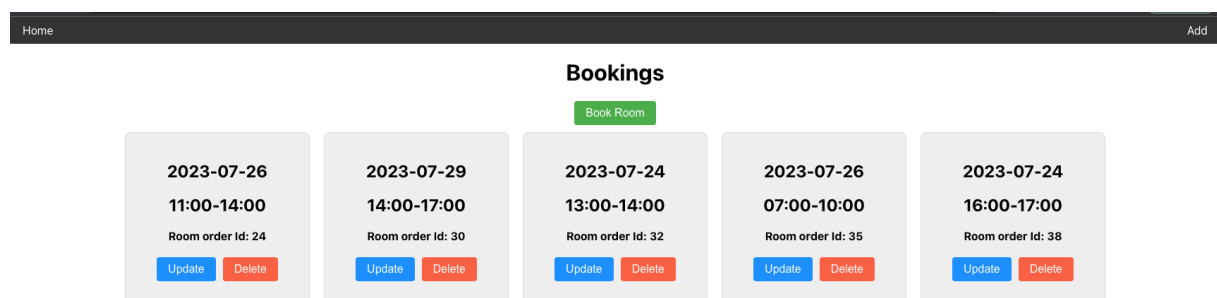 Home Add
Bookings
Book Room
2023-07-26
11:00-14:00
Room order Id: 24
Update Delete
2023-07-29
14:00-17:00
Room order Id: 30
Update Delete
2023-07-24
13:00-14:00
Room order Id: 32
Update Delete
2023-07-26
07:00-10:00
Room order Id: 35
Update Delete
2023-07-24
16:00-17:00
Room order Id: 38
Update Delete